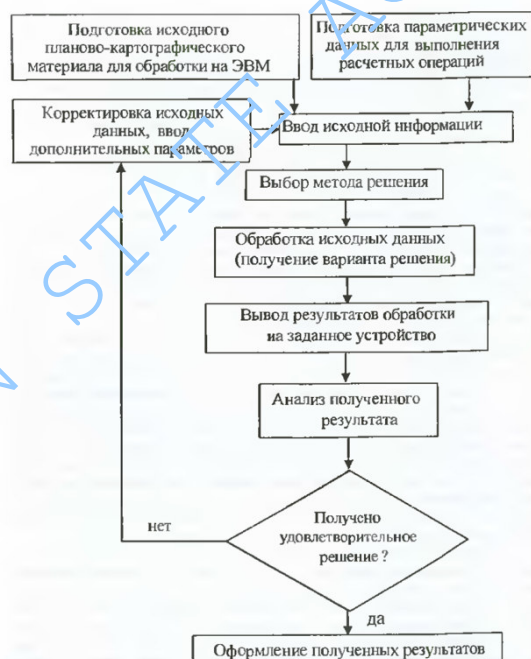 Подготовка исходного
планово-картографического
материала для обработки на ЭВМ
Подготовка параметрических
данных для выполнения
расчетных операций
Корректировка исходных
данных, ввод
дополнительных параметров
Ввод исходной информации
Выбор метода решения
Обработка исходных данных
(получение варианта решения)
Вывод результатов обработки
на заданное устройство
Анализ полученного
результата
Получено
удовлетворительное
решение ?
нет
да
Оформление полученных результатов
STATE